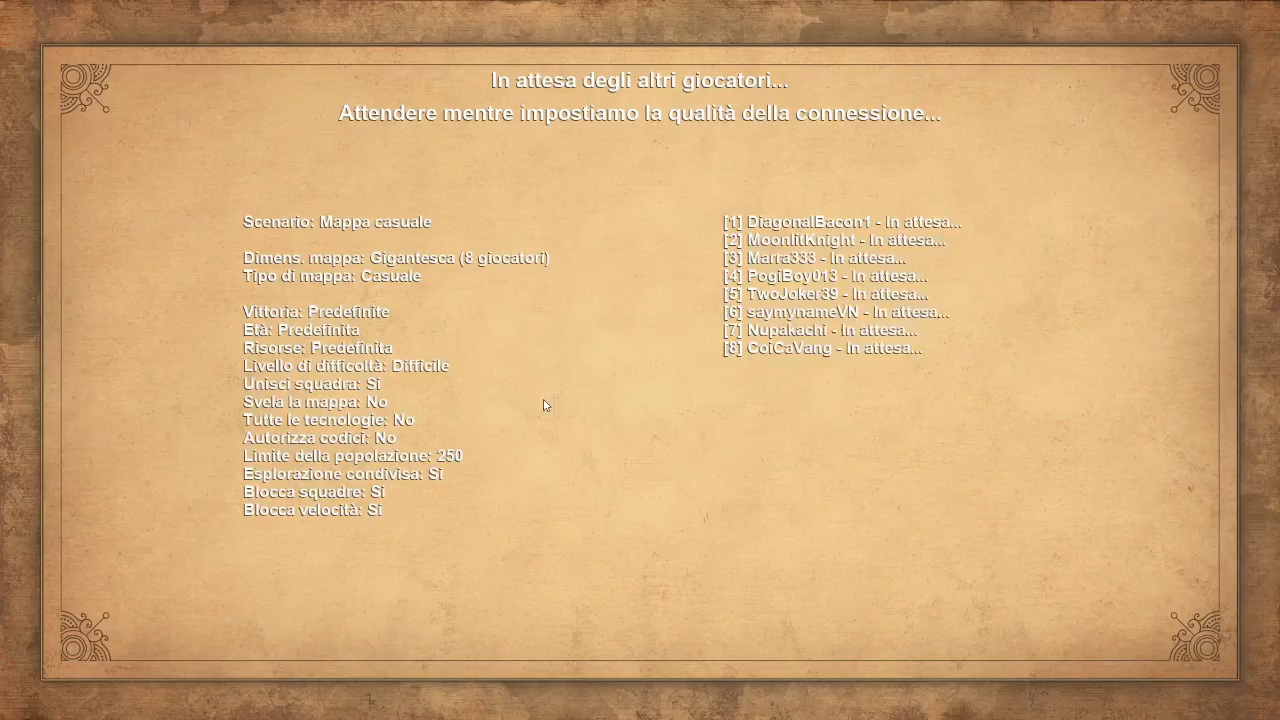 In attesa degli altri giocatori...
Attendere mentre impostiamo la qualità della connessione...
Scenario: Mappa casuale
Dimens. mappa: Gigantesca (8 giocatori)
Tipo di mappa: Casuale
Vittoria: Predefinite
Età: Predefinita
Risorse: Predefinita
Livello di difficoltà: Difficile
Unisci squadra: Sì
Svela la mappa: No
Tutte le tecnologie: No
Autorizza codici: No
Limite della popolazione: 250
Esplorazione condivisa: Sì
Blocca squadre: Sì
Blocca velocità: Sì
[1] DiagonalBacon1 - In attesa...
[2] MoonlitKnight - In attesa...
[3] Marra333 - In attesa...
[4] PogiBoy013 - In attesa...
[5] TwoJoker39 - In attesa...
[6] saymynameVN - In attesa...
[7] Nupakachi - In attesa...
[8] CoiCaVang - In attesa...